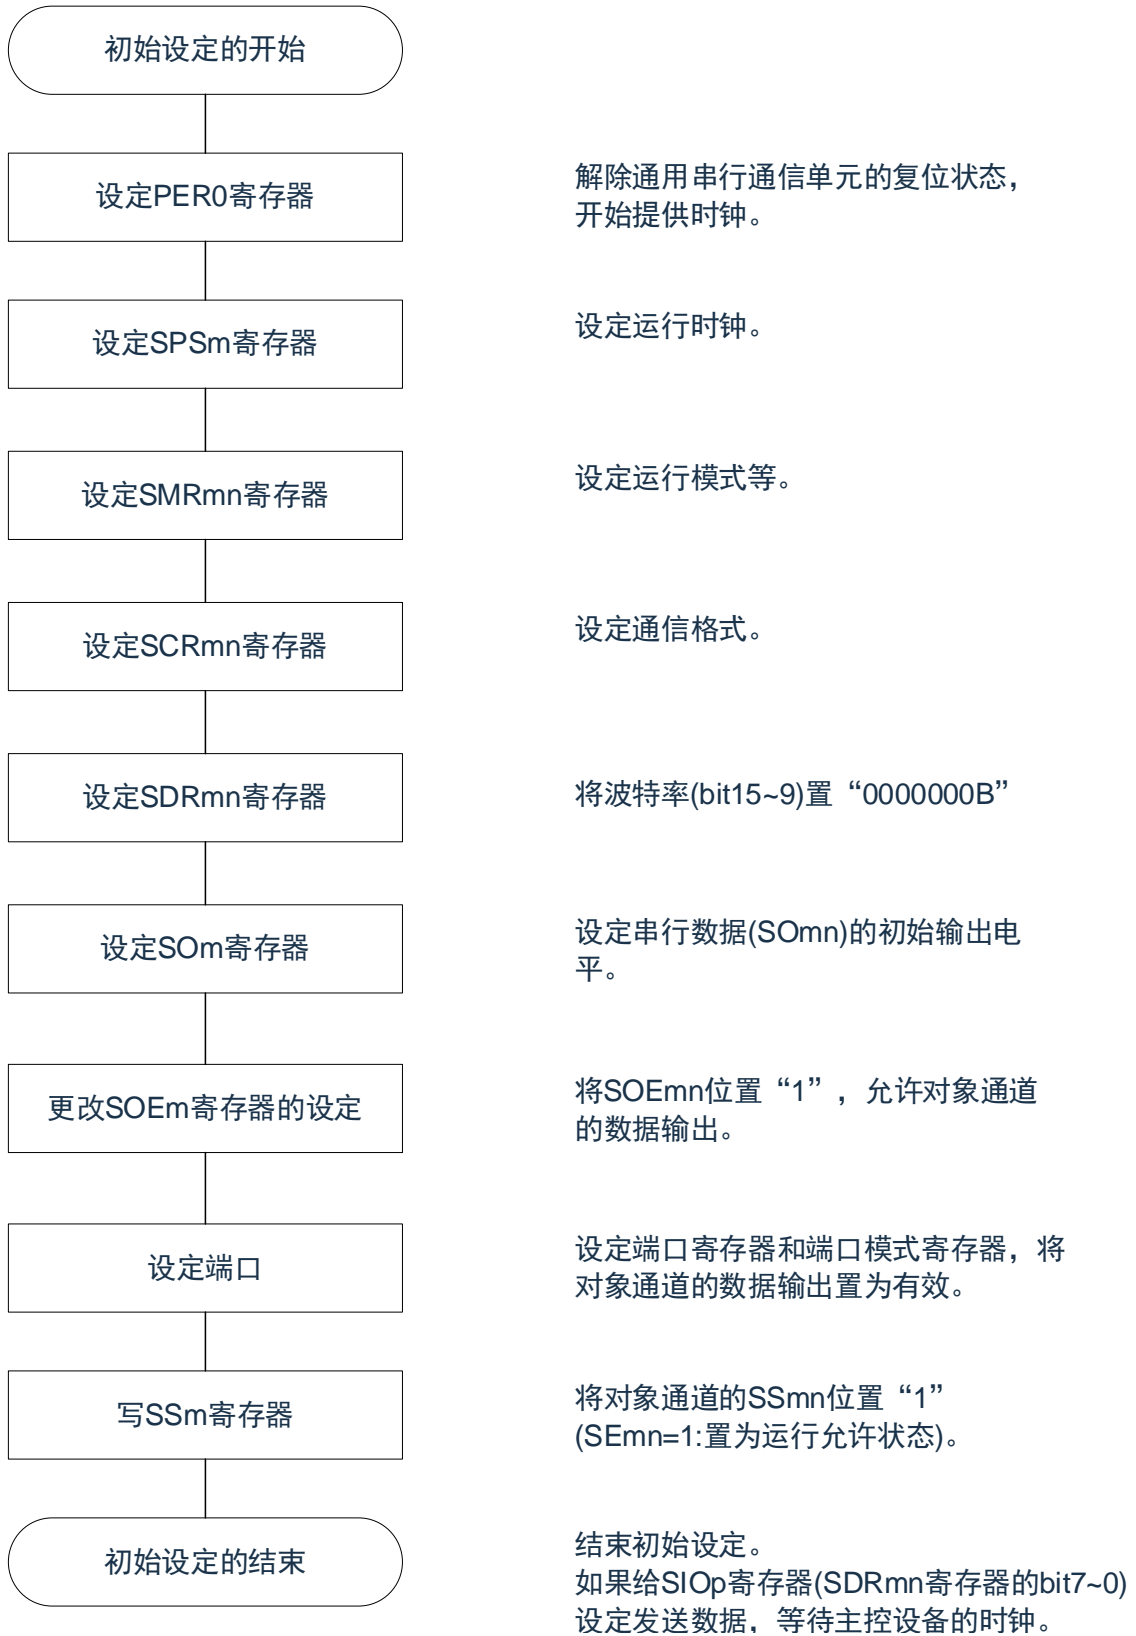 初始设定的开始
设定PER0寄存器
解除通用串行通信单元的复位状态，
开始提供时钟。
设定SPSm寄存器
设定运行时钟。
设定SMRmn寄存器
设定运行模式等。
设定SCRmn寄存器
设定通信格式。
设定SDRmn寄存器
将波特率(bit15~9)置“0000000B”
设定SOm寄存器
设定串行数据(SOmn)的初始输出电
平。
更改SOEm寄存器的设定
将SOEmn位置“1”，允许对象通道
的数据输出。
设定端口
设定端口寄存器和端口模式寄存器，将
对象通道的数据输出置为有效。
写SSm寄存器
将对象通道的SSmn位置“1”
(SEmn=1:置为运行允许状态)。
初始设定的结束
结束初始设定。
如果给SIOp寄存器(SDRmn寄存器的bit7~0)
设定发送数据，等待主控设备的时钟。